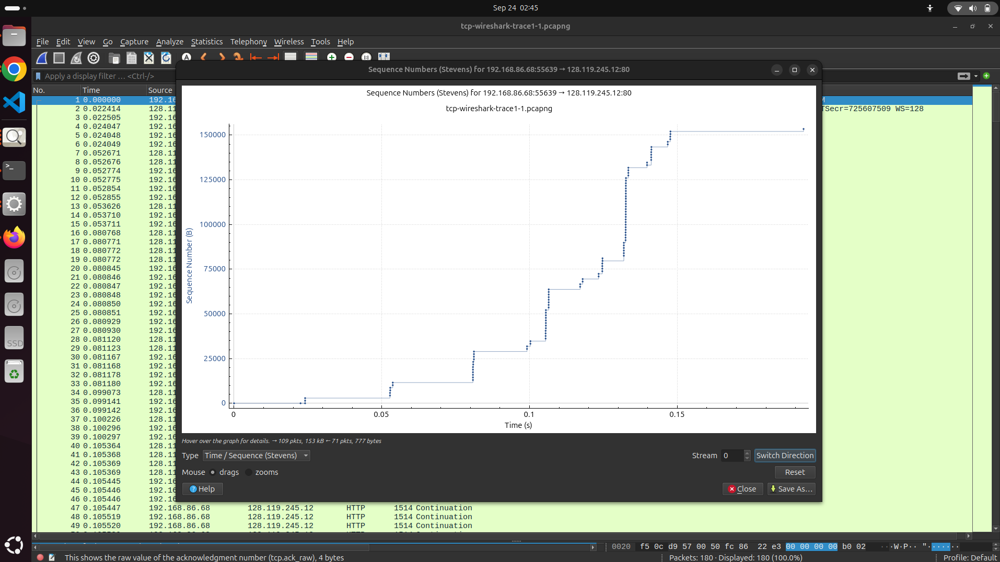 Sep 24 02:45
tcp-wireshark-trace1-1.pcapng
File Edit View Go Capture Analyze Statistics Telephony Wireless Tools Help
Apply a display filter … <Ctrl-/>
Sequence Numbers (Stevens) for 192.168.86.68:55639 → 128.119.245.12:80
No. Time Source
1 0.000000 192.16
2 0.022414 128.11 TSecr=725607509 WS=128
3 0.022505 192.16
4 0.024047 192.16
5 0.024048 192.16
6 0.024049 192.16
7 0.052671 128.11
8 0.052676 128.11
9 0.052774 192.16
10 0.052775 192.16
11 0.052854 192.16
12 0.052855 192.16
13 0.053626 128.11
14 0.053710 192.16
15 0.053711 192.16
16 0.080768 128.11
17 0.080771 128.11
18 0.080772 128.11
19 0.080772 128.11
20 0.080845 192.16
21 0.080846 192.16
22 0.080847 192.16
23 0.080848 192.16
24 0.080850 192.16
25 0.080851 192.16
26 0.080929 192.16
27 0.080930 192.16
28 0.081120 128.11
29 0.081123 128.11
30 0.081167 192.16
31 0.081168 192.16
32 0.081178 192.16
33 0.081180 192.16
34 0.099073 128.11
35 0.099141 192.16
36 0.099142 192.16
37 0.100226 128.11
38 0.100296 192.16
39 0.100297 192.16
40 0.105364 128.11
41 0.105368 128.11
42 0.105369 128.11
43 0.105369 128.11
44 0.105445 192.16
45 0.105446 192.16
46 0.105446 192.16
47 0.105447 192.168.86.68 128.119.245.12 HTTP 1514 Continuation
48 0.105519 192.168.86.68 128.119.245.12 HTTP 1514 Continuation
49 0.105520 192.168.86.68 128.119.245.12 HTTP 1514 Continuation
Sequence Numbers (Stevens) for 192.168.86.68:55639 → 128.119.245.12:80
tcp-wireshark-trace1-1.pcapng
Sequence Number (B)
150000
125000
100000
75000
50000
25000
0
0 0.05 0.1 0.15
Time (s)
Hover over the graph for details. → 109 pkts, 153 kB ← 71 pkts, 777 bytes
Type Time / Sequence (Stevens) Stream 0 Switch Direction
Mouse drags zooms Reset
Help Close Save As…
SSD
0020 f5 0c d9 57 00 50 fc 86 22 e3 00 00 00 00 b0 02 ···W·P·· "·······
This shows the raw value of the acknowledgment number (tcp.ack_raw), 4 bytes Packets: 180 · Displayed: 180 (100.0%) Profile: Default